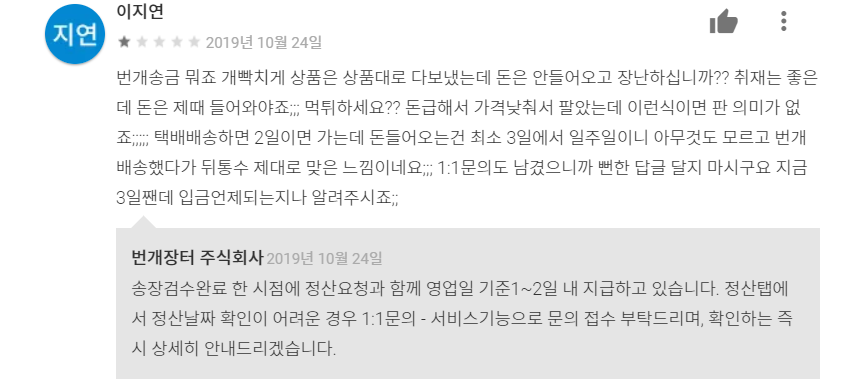 지연
이지연
2019년 10월 24일
번개송금 뭐죠 개빡치게 상품은 상품대로 다보냈는데 돈은 안들어오고 장난하십니까?? 취재는 좋은
데 돈은 제때 들어와야죠;;; 먹튀하세요?? 돈급해서 가격낮춰서 팔았는데 이런식이면 판 의미가 없
죠;;;;; 택배배송하면 2일이면 가는데 돈들어오는건 최소 3일에서 일주일이니 아무것도 모르고 번개
배송했다가 뒤통수 제대로 맞은 느낌이네요;;; 1:1문의도 남겼으니까 뻔한 답글 달지 마시구요 지금
3일짼데 입금언제되는지나 알려주시죠;;
번개장터 주식회사 2019년 10월 24일
송장검수완료 한 시점에 정산요청과 함께 영업일 기준1~2일 내 지급하고 있습니다. 정산탭에
서 정산날짜 확인이 어려운 경우 1:1문의 - 서비스기능으로 문의 접수 부탁드리며, 확인하는 즉
시 상세히 안내드리겠습니다.